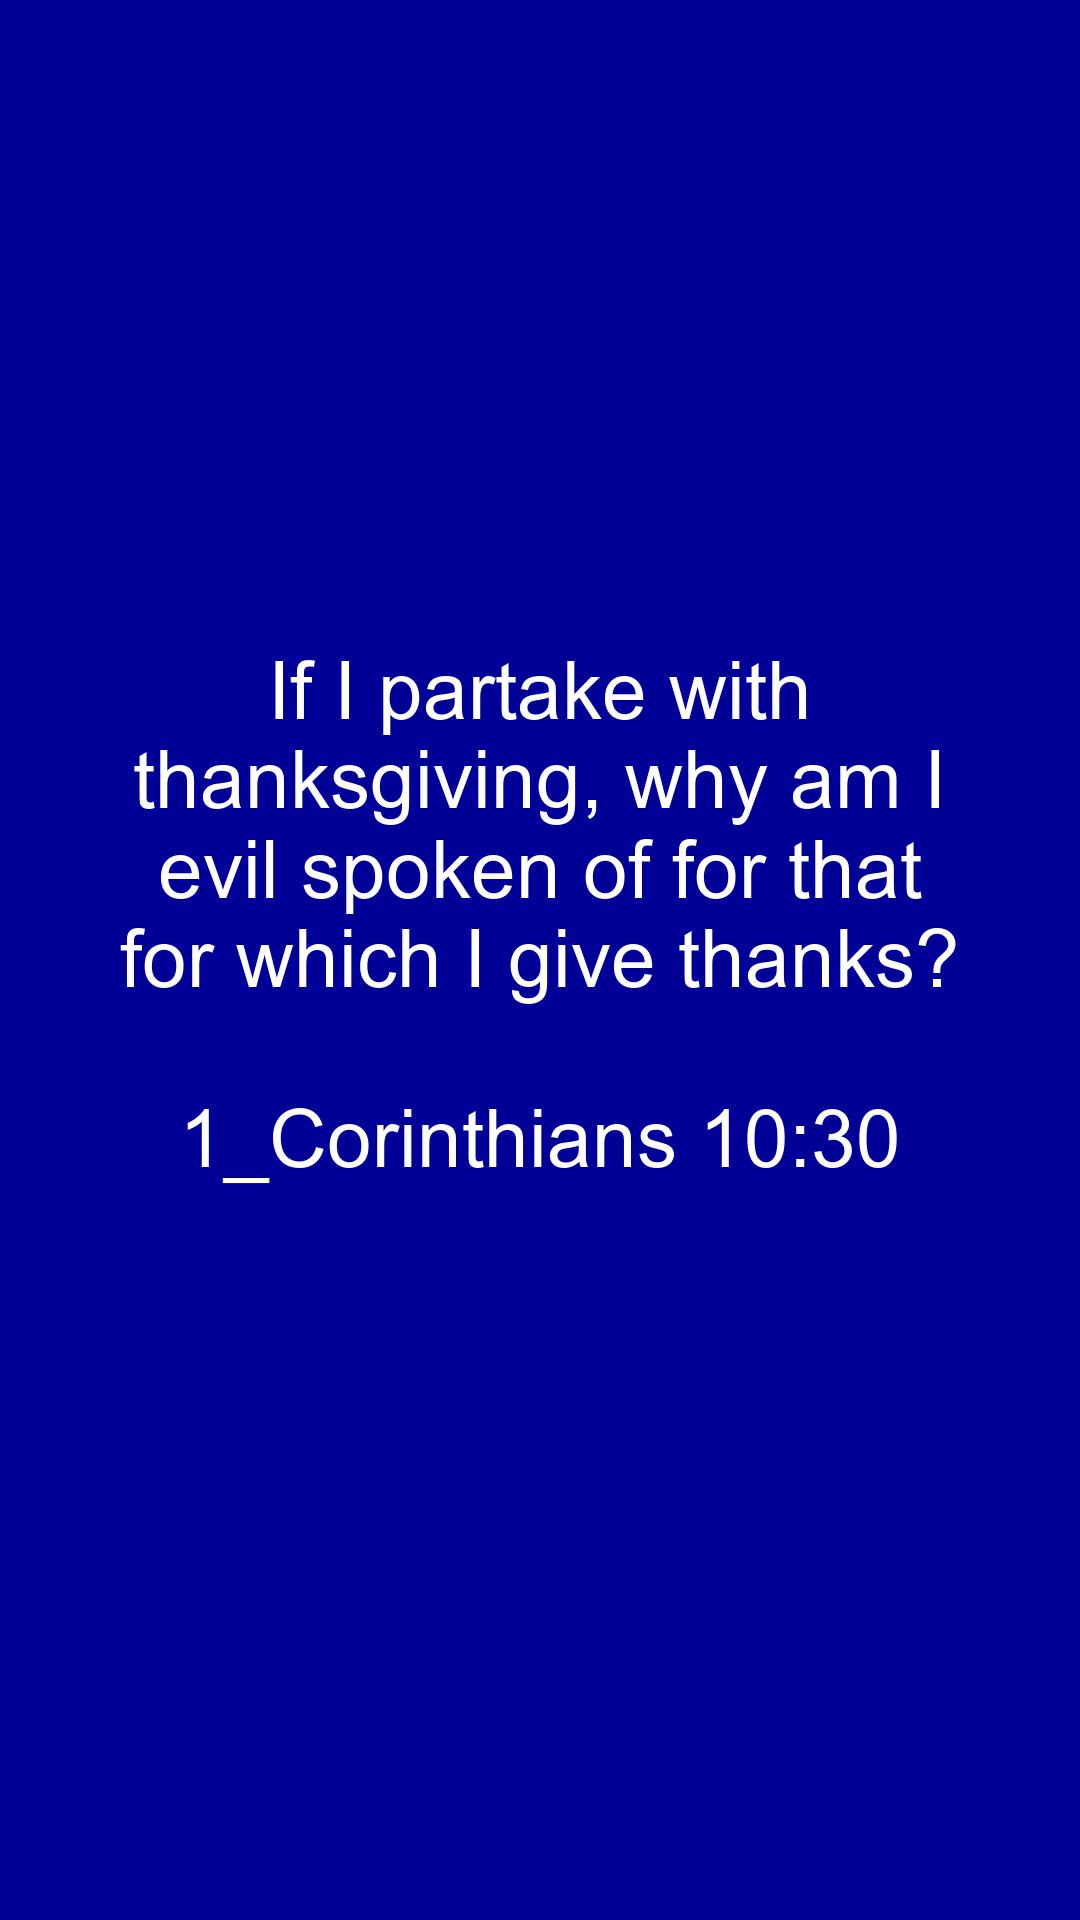 If I partake with
thanksgiving, why am I
evil spoken of for that
for which I give thanks?
1_Corinthians 10:30